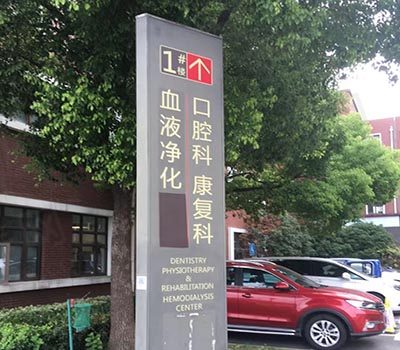 1#楼
口腔科 康复科
血液净化
DENTISTRY
PHYSIOTHERAPY
&
REHABILITATION
HEMODIALYSIS
CENTER